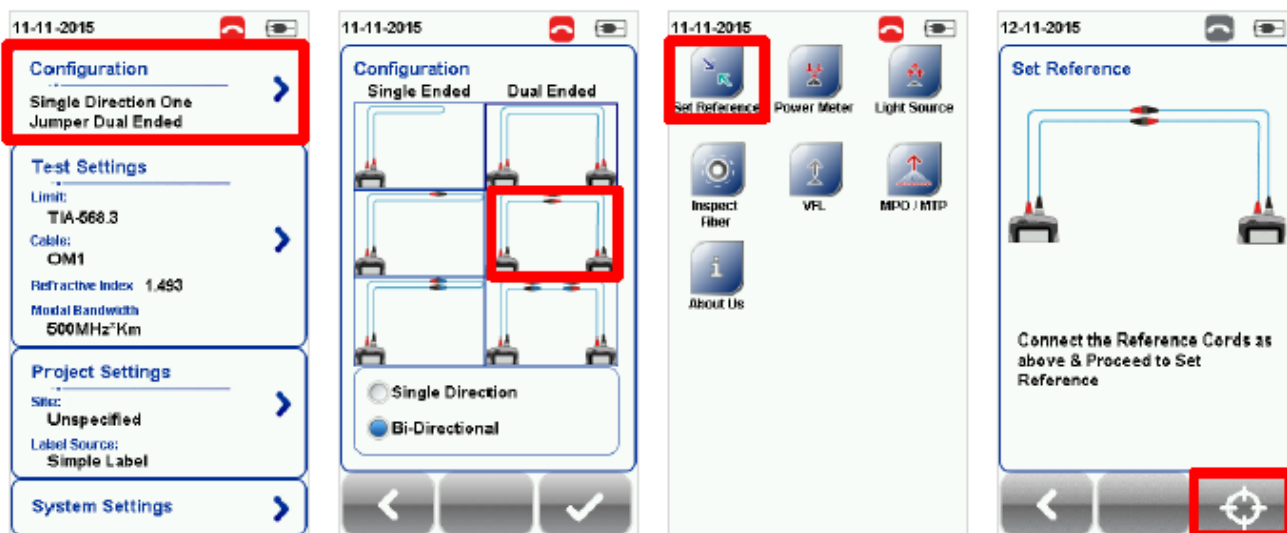 11-11-2015
Configuration
Single Direction One
Jumper Dual Ended
Test Settings
Limit:
TIA-568.3
Cable:
OM1
Refractive Index 1.493
Modal Bandwidth
500MHz*Km
Project Settings
Site:
Unspecified
Label Source:
Simple Label
System Settings
11-11-2015
Configuration
Single Ended Dual Ended
Single Direction
Bi-Directional
11-11-2015
Set Reference Power Meter Light Source
Inspect
Fiber
VFL
MPO / MTP
About Us
12-11-2015
Set Reference
Connect the Reference Cords as
above & Proceed to Set
Reference